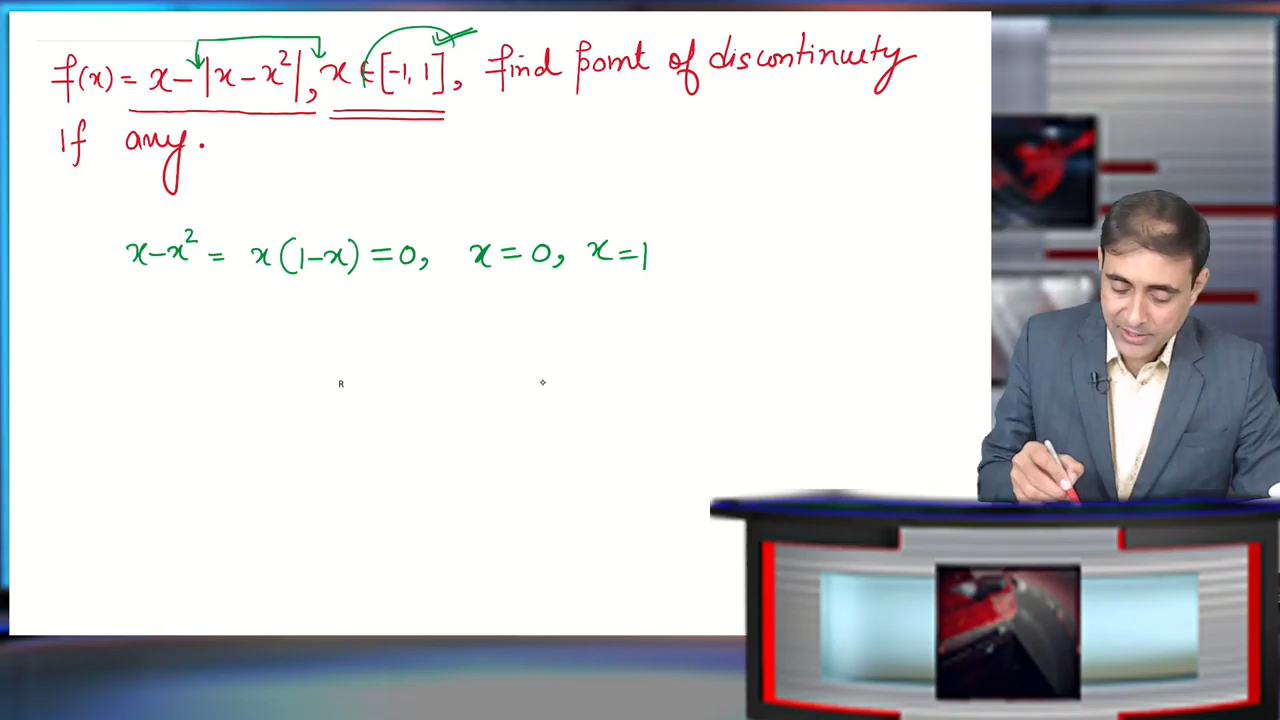 f(x) = x - |x - x²|, x ∈ [-1, 1], find point of discontinuity
If any.
x - x² = x(1-x) = 0, x = 0, x = 1
R